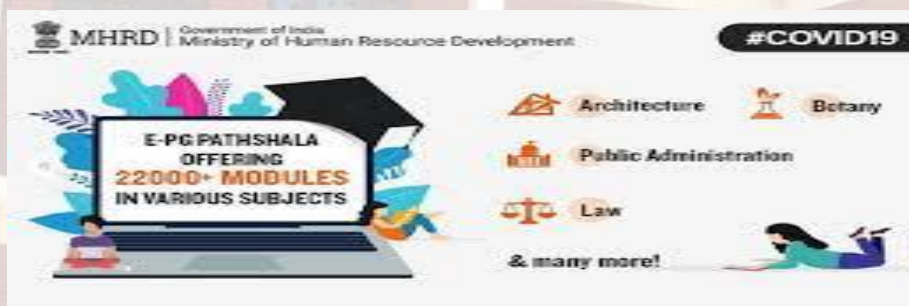 MHRD
Government of India
Ministry of Human Resource Development
#COVID19
E-PG PATHSHALA
OFFERING
22000+ MODULES
IN VARIOUS SUBJECTS
Architecture
Botany
Public Administration
Law
& many more!